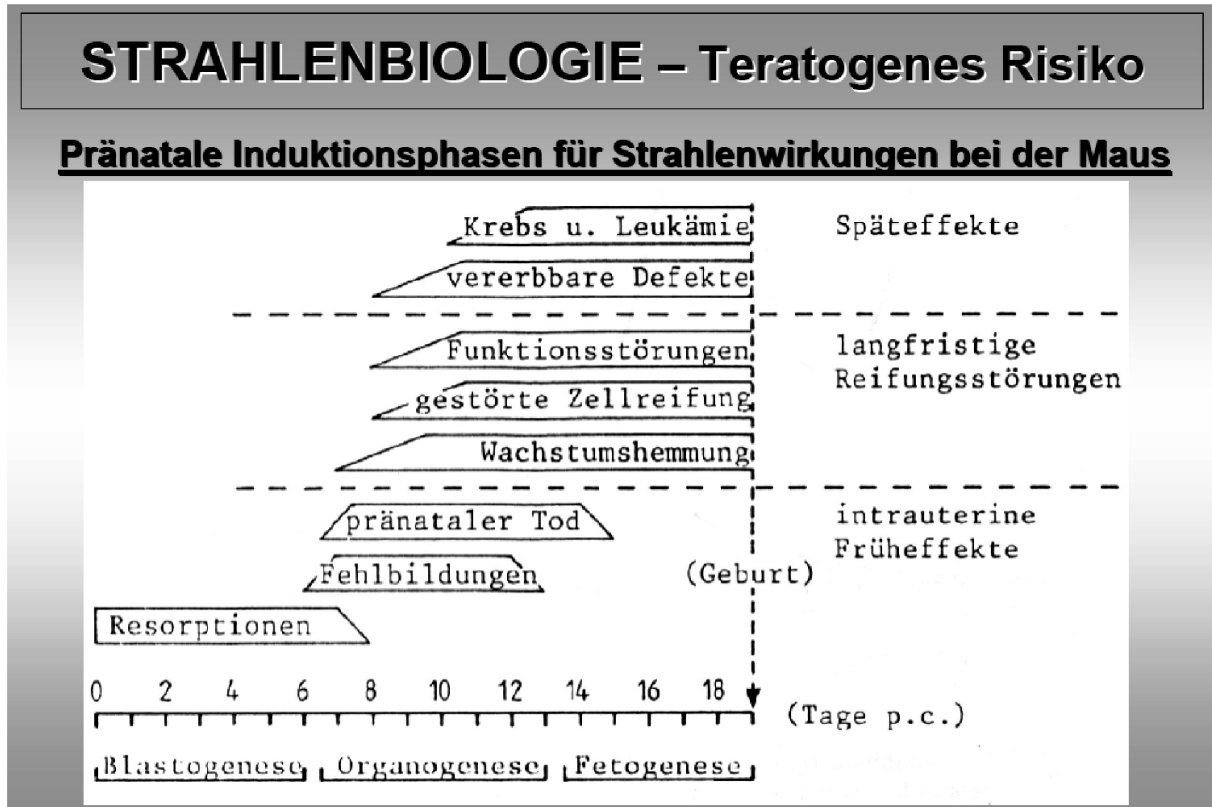 STRAHLENBIOLOGIE – Teratogenes Risiko
Pränatale Induktionsphasen für Strahlenwirkungen bei der Maus
Krebs u. Leukämie
Späteffekte
vererbbare Defekte
Funktionsstörungen
langfristige
Reifungsstörungen
gestörte Zellreifung
Wachstumshemmung
pränataler Tod
intrauterine
Früheffekte
Fehlbildungen
(Geburt)
Resorptionen
0 2 4 6 8 10 12 14 16 18
(Tage p.c.)
Blastogenese Organogenese Fetogenese